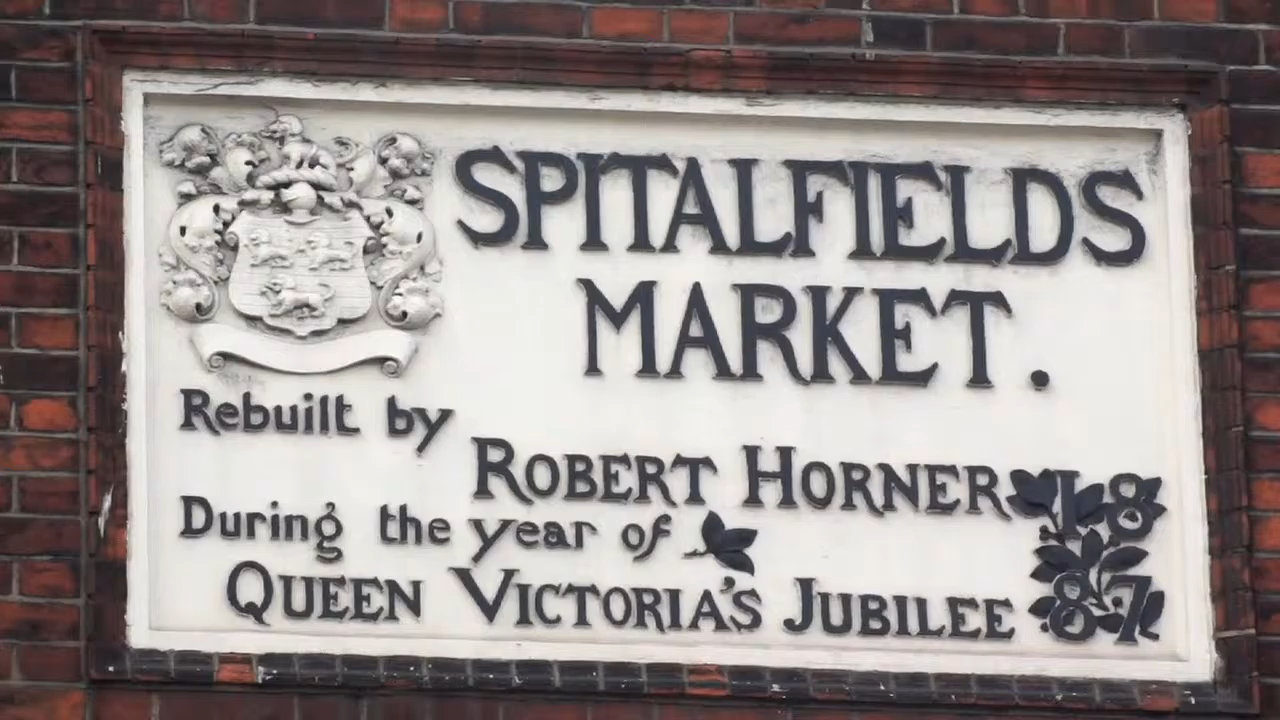 SPITALFIELDS
MARKET.
Rebuilt by
ROBERT HORNER
During the year of
QUEEN VICTORIA'S JUBILEE
18
87